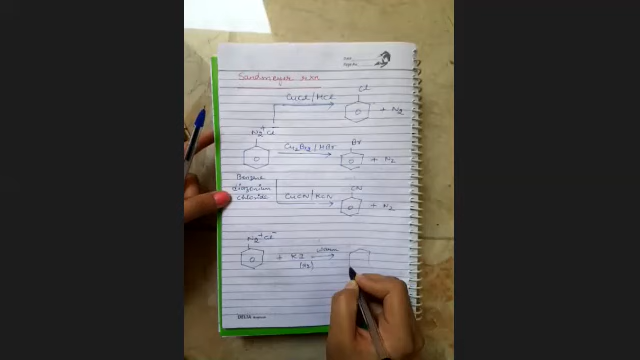 Sandmeyer rxn
CuCl/HCl
Cl
+ N2
N2+Cl-
Cu2Br2/HBr
Br
+ N2
Benzene
diazonium
chloride
CuCN/KCN
CN
+ N2
N2+Cl-
+ KI
warm